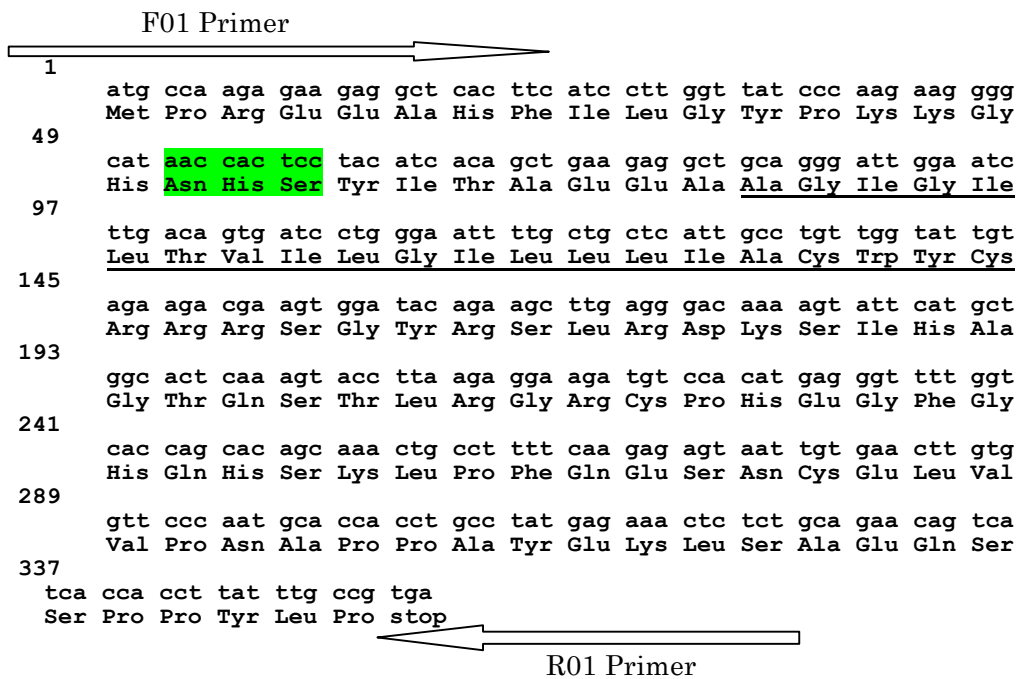 F01 Primer
1
atg cca aga gaa gag gct cac ttc atc ctt ggt tat ccc aag aag ggg
Met Pro Arg Glu Glu Ala His Phe Ile Leu Gly Tyr Pro Lys Lys Gly
49
cat aac cac tcc tac atc aca gct gaa gag gct gca ggg att gga atc
His Asn His Ser Tyr Ile Thr Ala Glu Glu Ala Ala Gly Ile Gly Ile
97
ttg aca gtg atc ctg gga att ttg ctg ctc att gcc tgt tgg tat tgt
Leu Thr Val Ile Leu Gly Ile Leu Leu Leu Ile Ala Cys Trp Tyr Cys
145
aga aga cga agt gga tac aga agc ttg agg gac aaa agt att cat gct
Arg Arg Arg Ser Gly Tyr Arg Ser Leu Arg Asp Lys Ser Ile His Ala
193
ggc act caa agt acc tta aga gga aga tgt cca cat gag ggt ttt ggt
Gly Thr Gln Ser Thr Leu Arg Gly Arg Cys Pro His Glu Gly Phe Gly
241
cac cag cac agc aaa ctg cct ttt caa gag agt aat tgt gaa ctt gtg
His Gln His Ser Lys Leu Pro Phe Gln Glu Ser Asn Cys Glu Leu Val
289
gtt ccc aat gca cca cct gcc tat gag aaa ctc tct gca gaa cag tca
Val Pro Asn Ala Pro Pro Ala Tyr Glu Lys Leu Ser Ala Glu Gln Ser
337
tca cca cct tat ttg ccg tga
Ser Pro Pro Tyr Leu Pro stop
R01 Primer